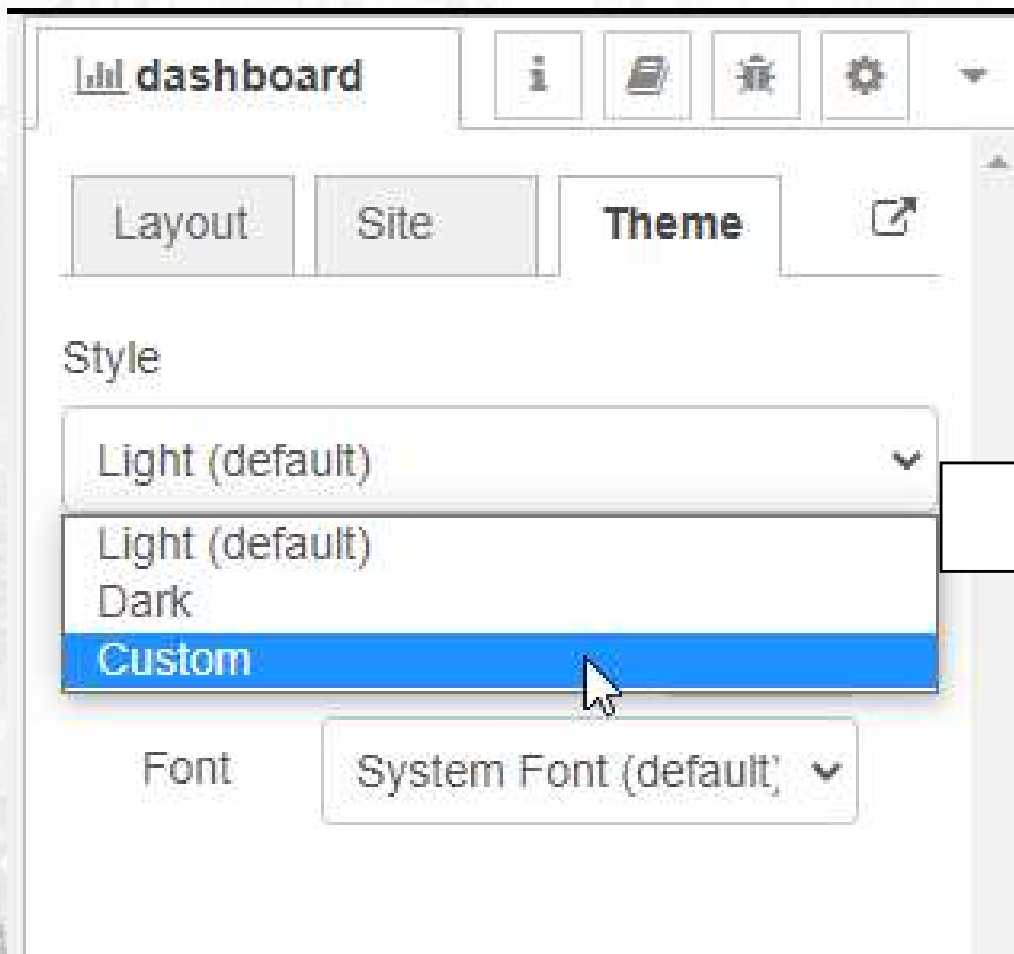 dashboard i
Layout Site Theme
Style
Light (default)
Light (default)
Dark
Custom
Font System Font (default)